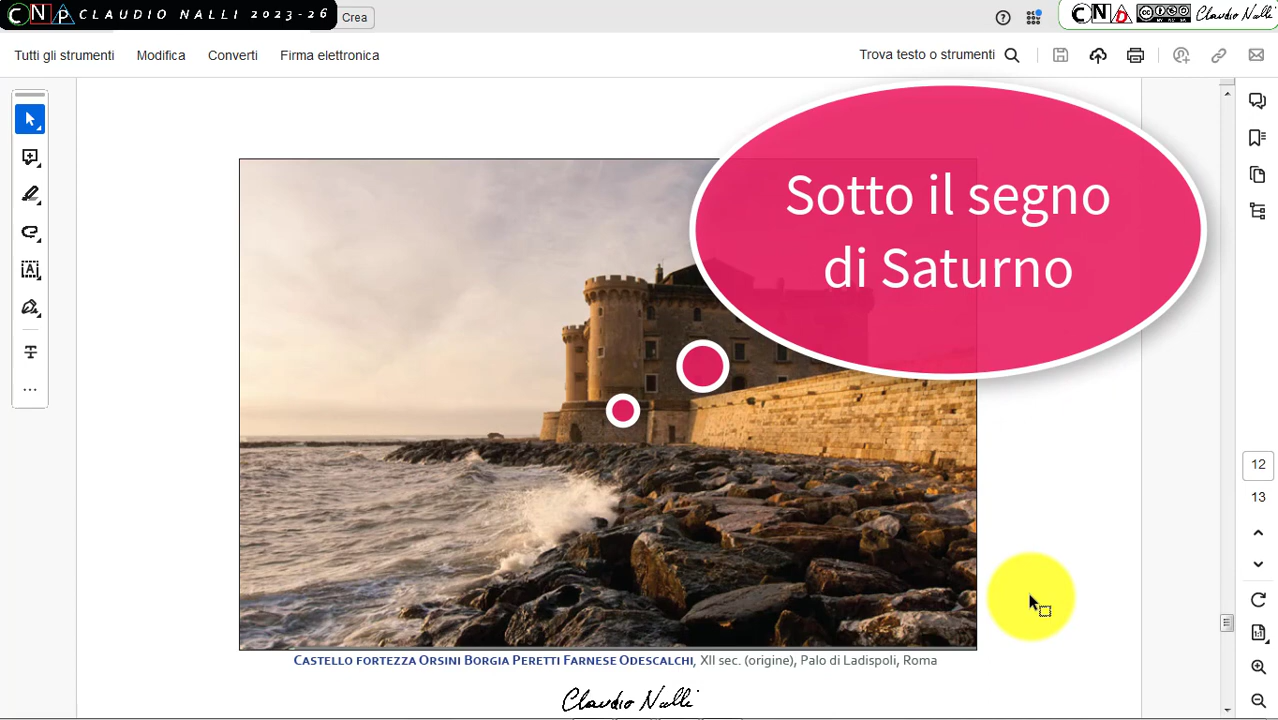 CNP CLAUDIO NALLI 2023-26
Crea
CND Claudio Nalli
Tutti gli strumenti
Modifica
Converti
Firma elettronica
Trova testo o strumenti
Sotto il segno
di Saturno
12
13
CASTELLO FORTEZZA ORSINI BORGIA PERETTI FARNESE ODESCALCHI, XII sec. (origine), Palo di Ladispoli, Roma
Claudio Nalli